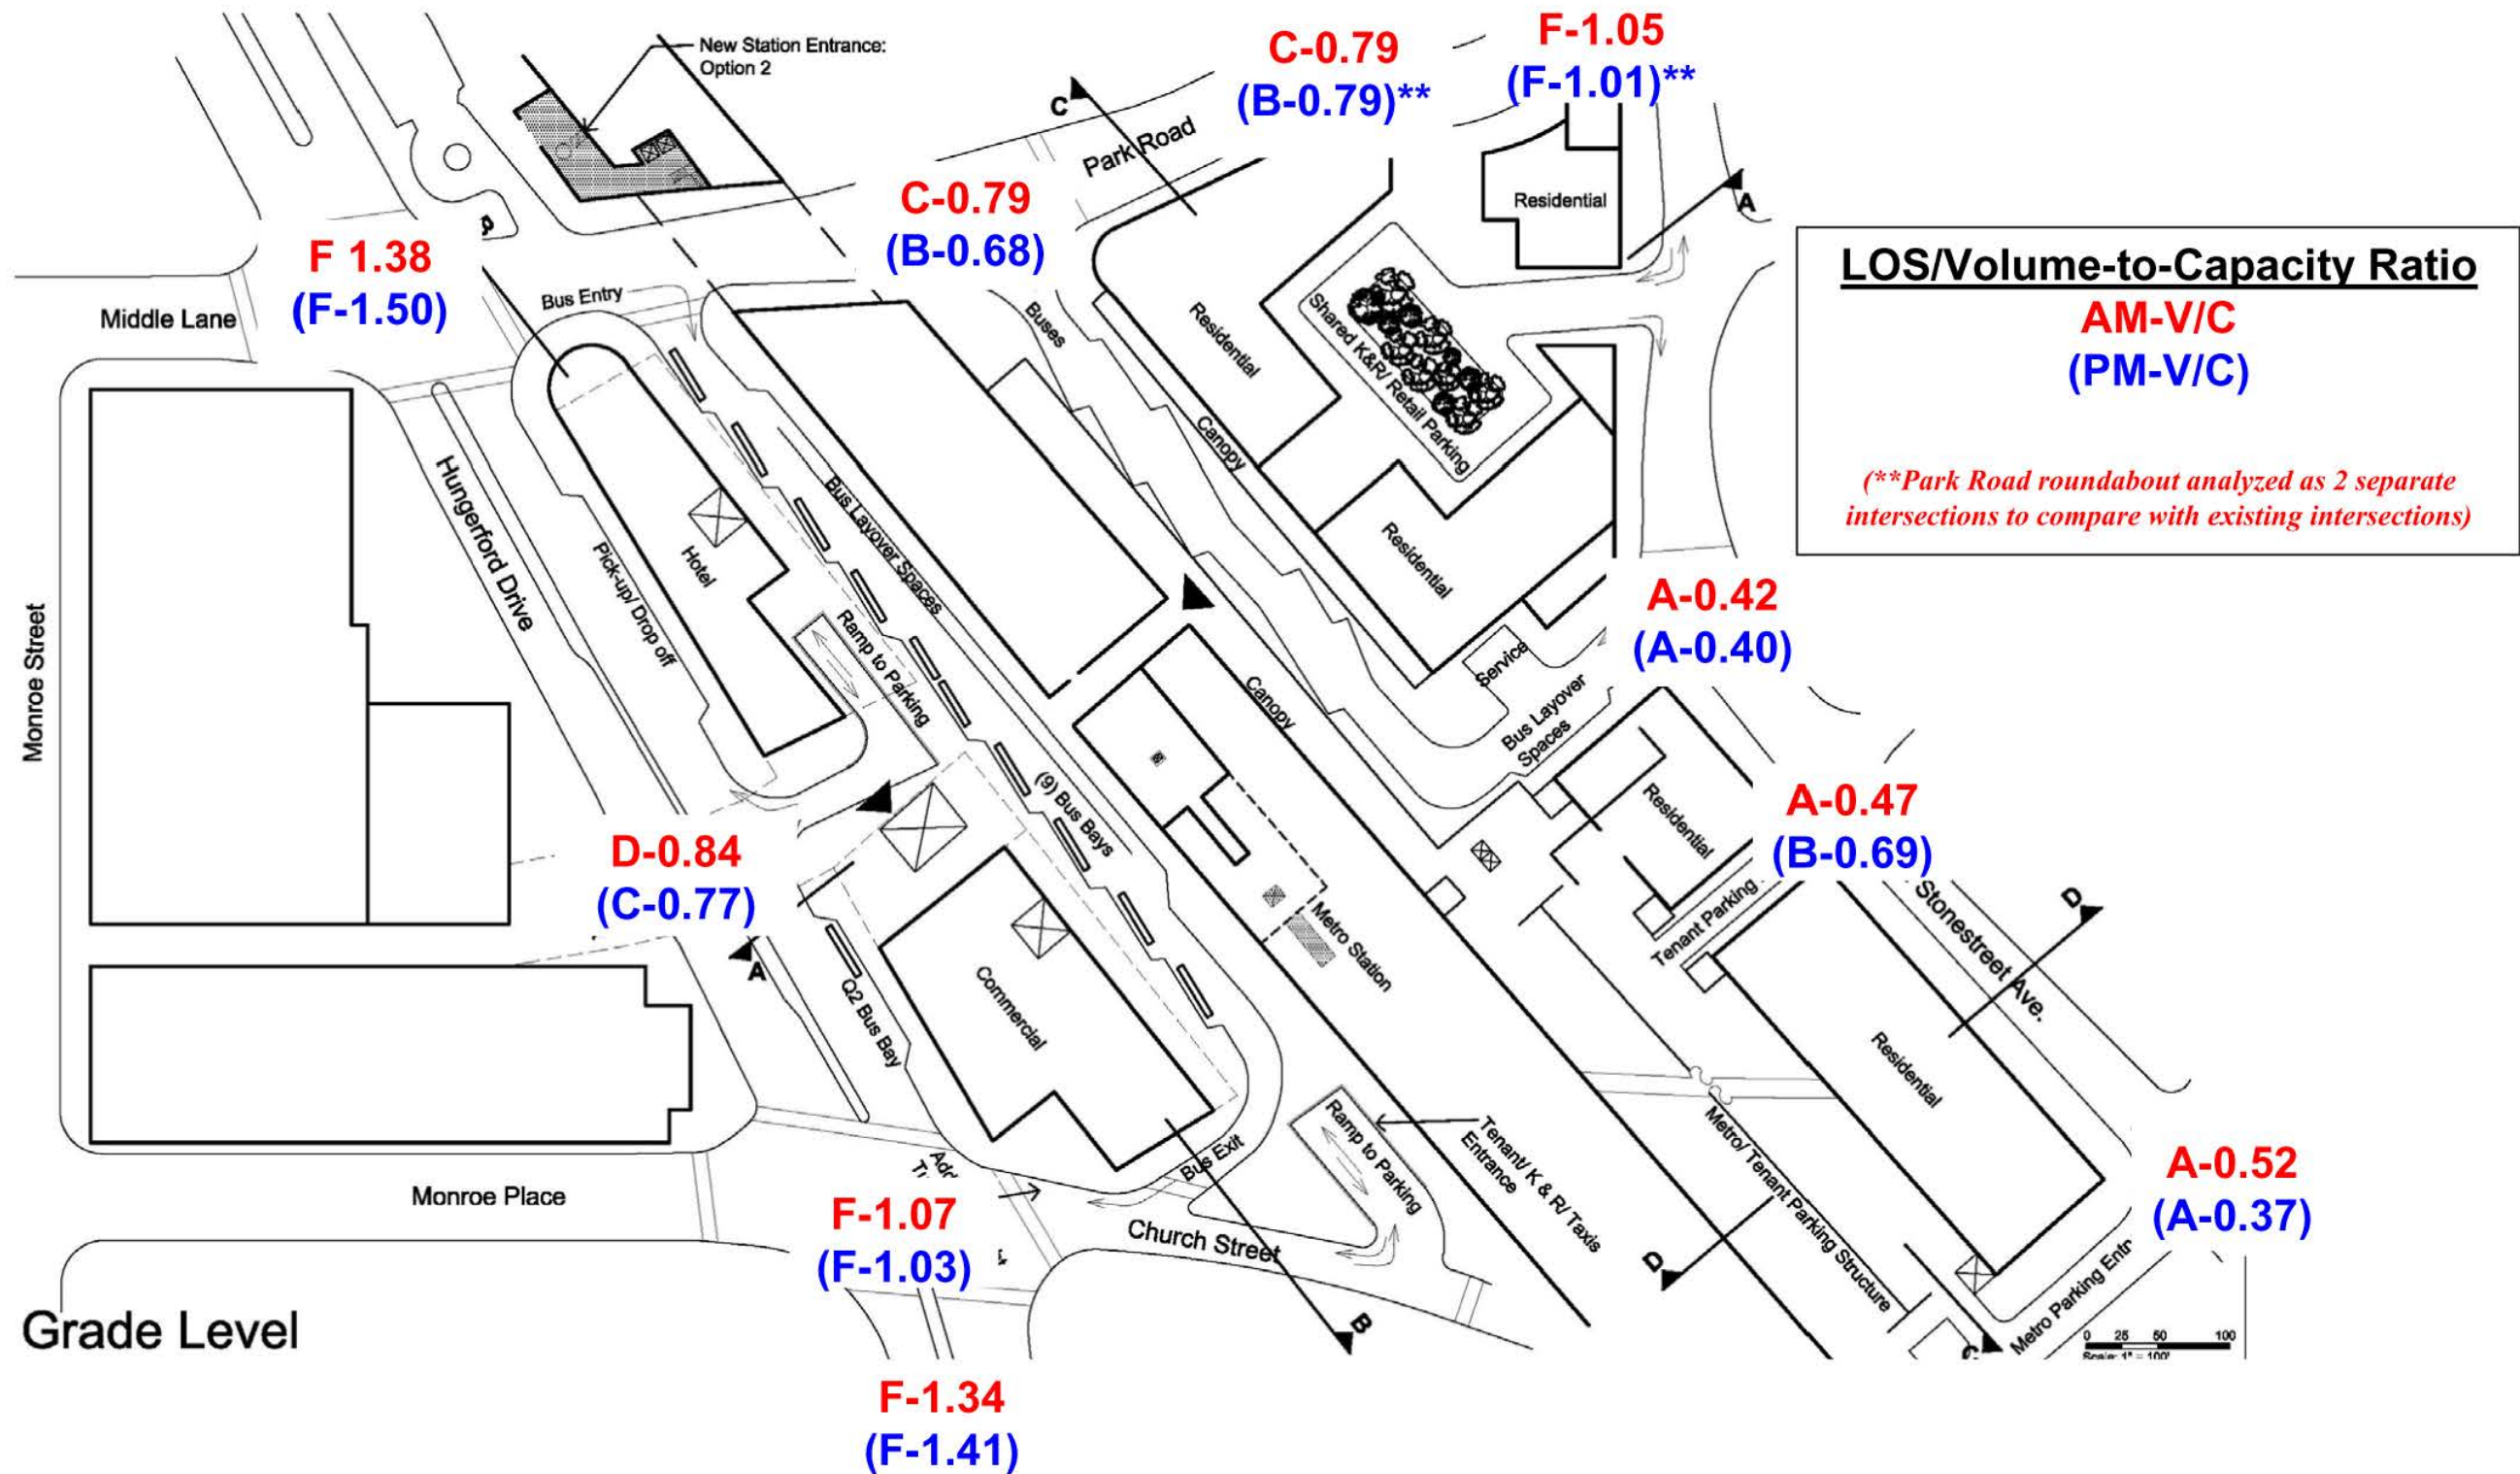 New Station Entrance:
Option 2
C-0.79
(B-0.79)**
F-1.05
(F-1.01)**
C
Park Road
Residential
A
C-0.79
(B-0.68)
F 1.38
(F-1.50)
LOS/Volume-to-Capacity Ratio
AM-V/C
(PM-V/C)
(**Park Road roundabout analyzed as 2 separate
intersections to compare with existing intersections)
Middle Lane
Bus Entry
Buses
Residential
Shared K&R/ Retail Parking
Canopy
Hungerford Drive
Pick-up/ Drop off
Hotel
Bus Layover Spaces
Ramp to Parking
Residential
Monroe Street
A-0.42
(A-0.40)
Service
Bus Layover
Spaces
Canopy
(9) Bus Bays
Residential
A-0.47
(B-0.69)
D-0.84
(C-0.77)
A
Q2 Bus Bay
Commercial
Metro Station
Tenant Parking
Stonestreet Ave.
D
Residential
Ramp to Parking
Tenant/ K & R/ Taxis
Entrance
Metro/ Tenant Parking Structure
A-0.52
(A-0.37)
Bus Exit
Monroe Place
F-1.07
(F-1.03)
Church Street
D
B
C
Metro Parking Entr
0 25 50 100
Scale: 1" = 100'
Grade Level
F-1.34
(F-1.41)